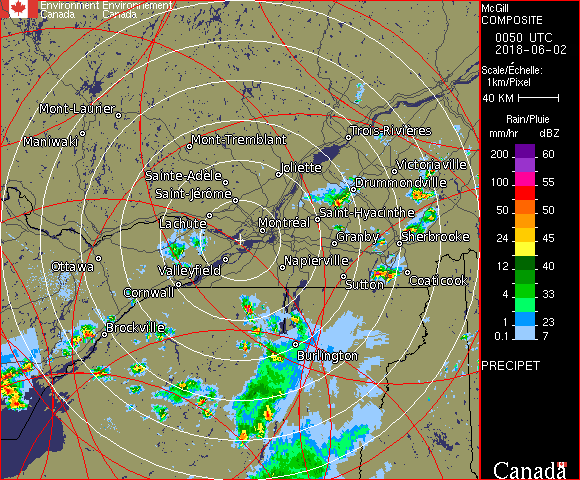 Environment Environnement
Canada Canada
McGill
COMPOSITE
0050 UTC
2018-06-02
Scale/Échelle:
1km/Pixel
40 KM
Rain/Pluie
mm/hr dBZ
200 60
100 55
50 50
24 45
12 40
4 33
1 23
0.1 7
PRECIPET
Canada
Mont-Laurier
Maniwaki
Mont-Tremblant
Trois-Rivières
Joliette
Victoriaville
Sainte-Adèle
Drummondville
Saint-Jérôme
Saint-Hyacinthe
Lachute
Montréal
Granby
Sherbrooke
Ottawa
Valleyfield
Napierville
Sutton
Coaticook
Cornwall
Brockville
Burlington